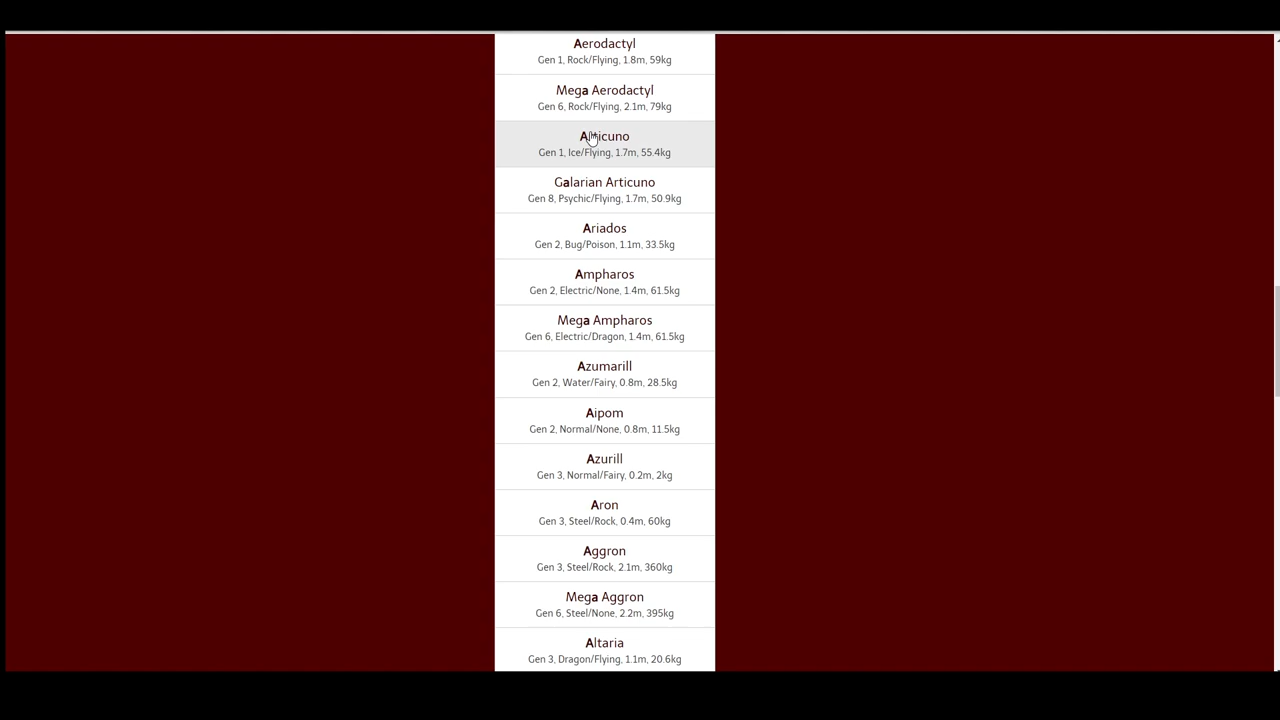 Aerodactyl
Gen 1, Rock/Flying, 1.8m, 59kg
Mega Aerodactyl
Gen 6, Rock/Flying, 2.1m, 79kg
Articuno
Gen 1, Ice/Flying, 1.7m, 55.4kg
Galarian Articuno
Gen 8, Psychic/Flying, 1.7m, 50.9kg
Ariados
Gen 2, Bug/Poison, 1.1m, 33.5kg
Ampharos
Gen 2, Electric/None, 1.4m, 61.5kg
Mega Ampharos
Gen 6, Electric/Dragon, 1.4m, 61.5kg
Azumarill
Gen 2, Water/Fairy, 0.8m, 28.5kg
Aipom
Gen 2, Normal/None, 0.8m, 11.5kg
Azurill
Gen 3, Normal/Fairy, 0.2m, 2kg
Aron
Gen 3, Steel/Rock, 0.4m, 60kg
Aggron
Gen 3, Steel/Rock, 2.1m, 360kg
Mega Aggron
Gen 6, Steel/None, 2.2m, 395kg
Altaria
Gen 3, Dragon/Flying, 1.1m, 20.6kg